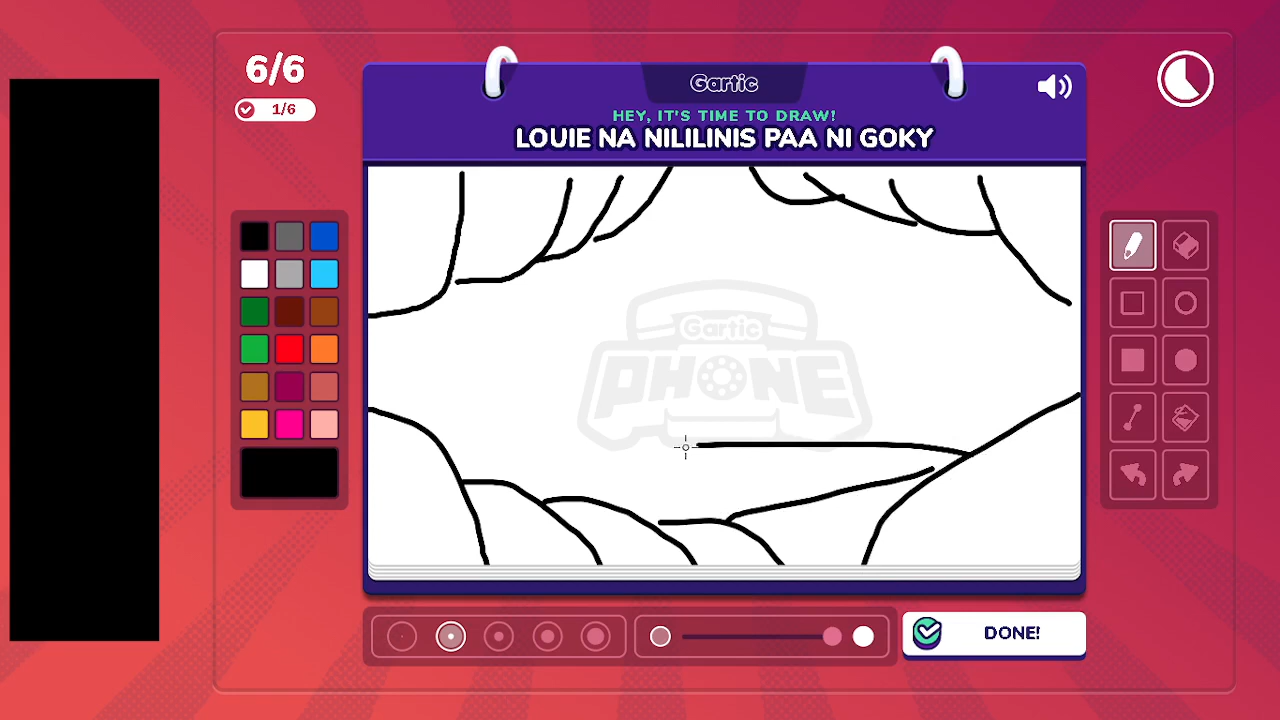 6/6
1/6
Gartic
HEY, IT'S TIME TO DRAW!
LOUIE NA NILILINIS PAA NI GOKY
Gartic
PHONE
DONE!